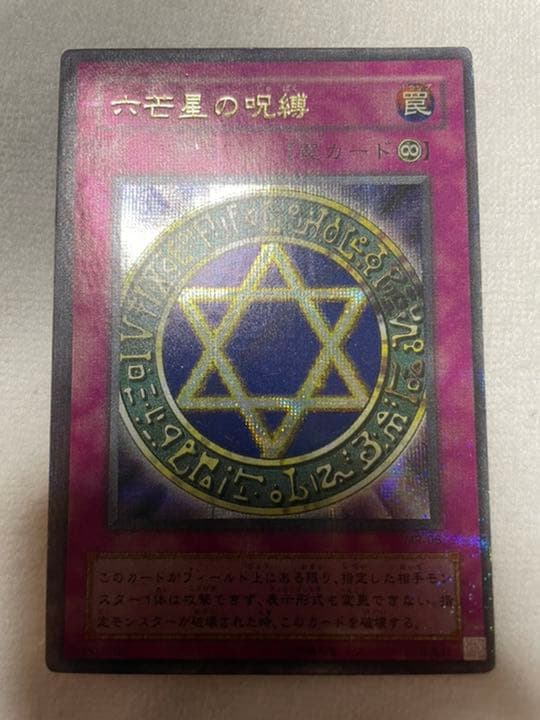 六芒星の呪縛
罠
罠カード
このカードがフィールド上にある限り、指定した相手モン
スター1体は攻撃できず、表示形式も変更できない。指
定モンスターが破壊された時、このカードを破壊する。